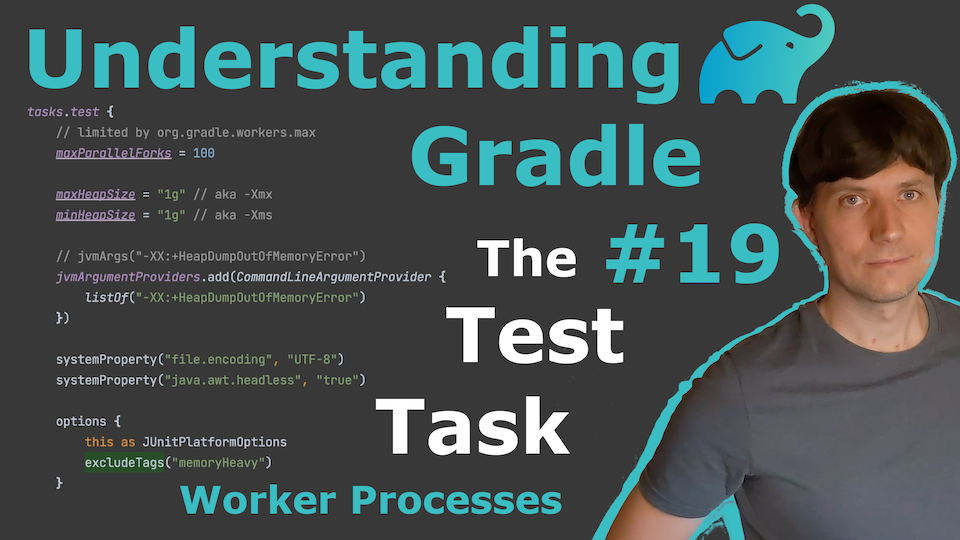 Understanding
Gradle
#19
The
Test
Task
Worker Processes
tasks.test {
// limited by org.gradle.workers.max
maxParallelForks = 100
maxHeapSize = "1g" // aka -Xmx
minHeapSize = "1g" // aka -Xms
// jvmArgs("-XX:+HeapDumpOutOfMemoryError")
jvmArgumentProviders.add(CommandLineArgumentProvider {
listOf("-XX:+HeapDumpOutOfMemoryError")
})
systemProperty("file.encoding", "UTF-8")
systemProperty("java.awt.headless", "true")
options {
this as JUnitPlatformOptions
excludeTags("memoryHeavy")
}